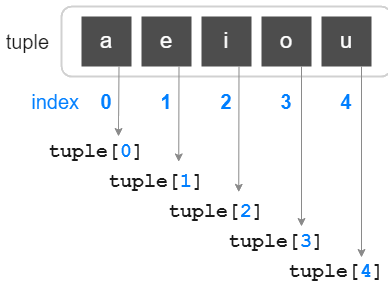 tuple a e i o u
index 0 1 2 3 4
tuple[0]
tuple[1]
tuple[2]
tuple[3]
tuple[4]